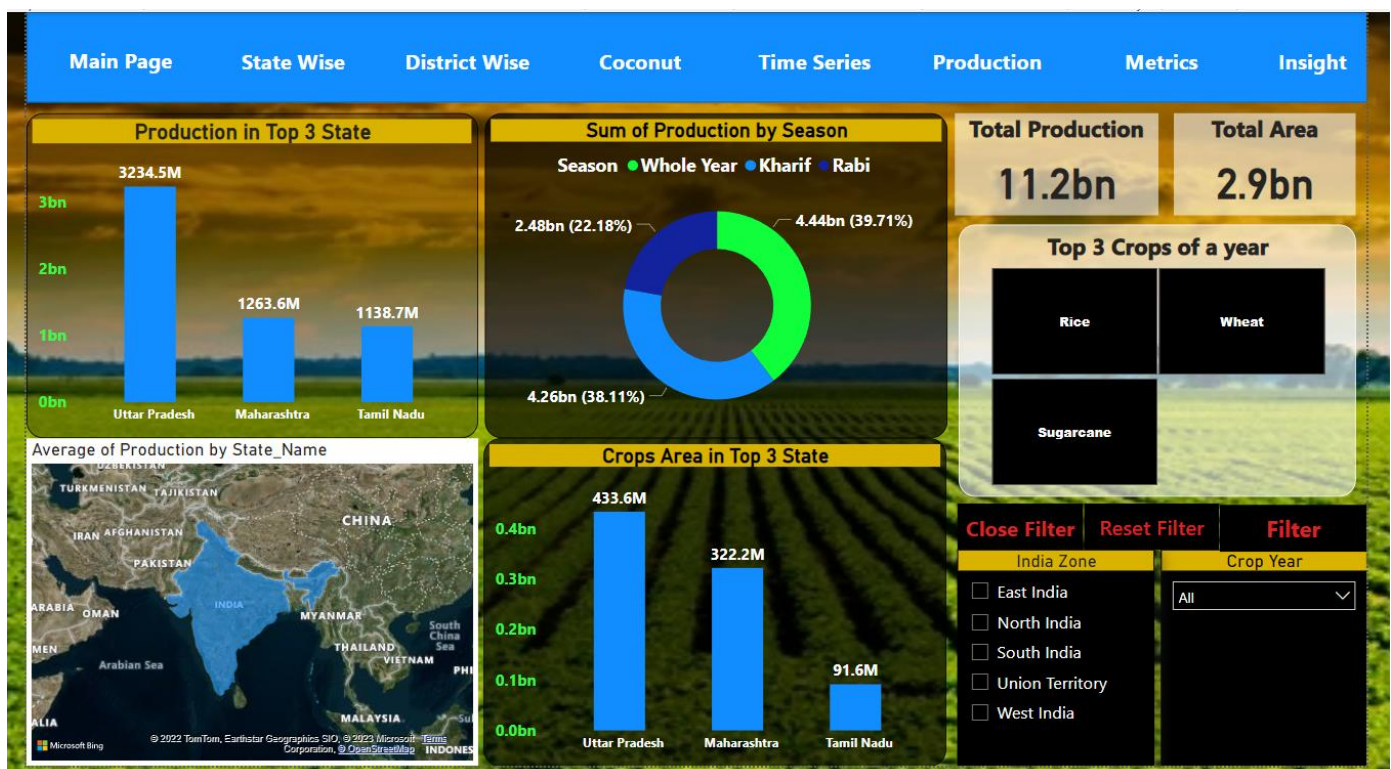 Main Page State Wise District Wise Coconut Time Series Production Metrics Insight
Production in Top 3 State
3234.5M
3bn
2bn
1263.6M
1138.7M
1bn
0bn
Uttar Pradesh Maharashtra Tamil Nadu
Sum of Production by Season
Season Whole Year Kharif Rabi
2.48bn (22.18%)
4.44bn (39.71%)
4.26bn (38.11%)
Total Production
11.2bn
Total Area
2.9bn
Top 3 Crops of a year
Rice
Wheat
Sugarcane
Average of Production by State_Name
UZBEKISTAN
TURKMENISTAN TAJIKISTAN
CHINA
IRAN AFGHANISTAN
PAKISTAN
ARABIA
OMAN
INDIA
MYANMAR
South
China
Sea
MEN
THAILAND
VIETNAM
PHI
Arabian Sea
ALIA
MALAYSIA
Su
Microsoft Bing
© 2022 TomTom, Earthstar Geographics SIO, © 2023 Microsoft Terms
Corporation, © OpenStreetMap
INDONES
Crops Area in Top 3 State
433.6M
0.4bn
322.2M
0.3bn
0.2bn
91.6M
0.1bn
0.0bn
Uttar Pradesh Maharashtra Tamil Nadu
Close Filter Reset Filter Filter
India Zone
East India
North India
South India
Union Territory
West India
Crop Year
All